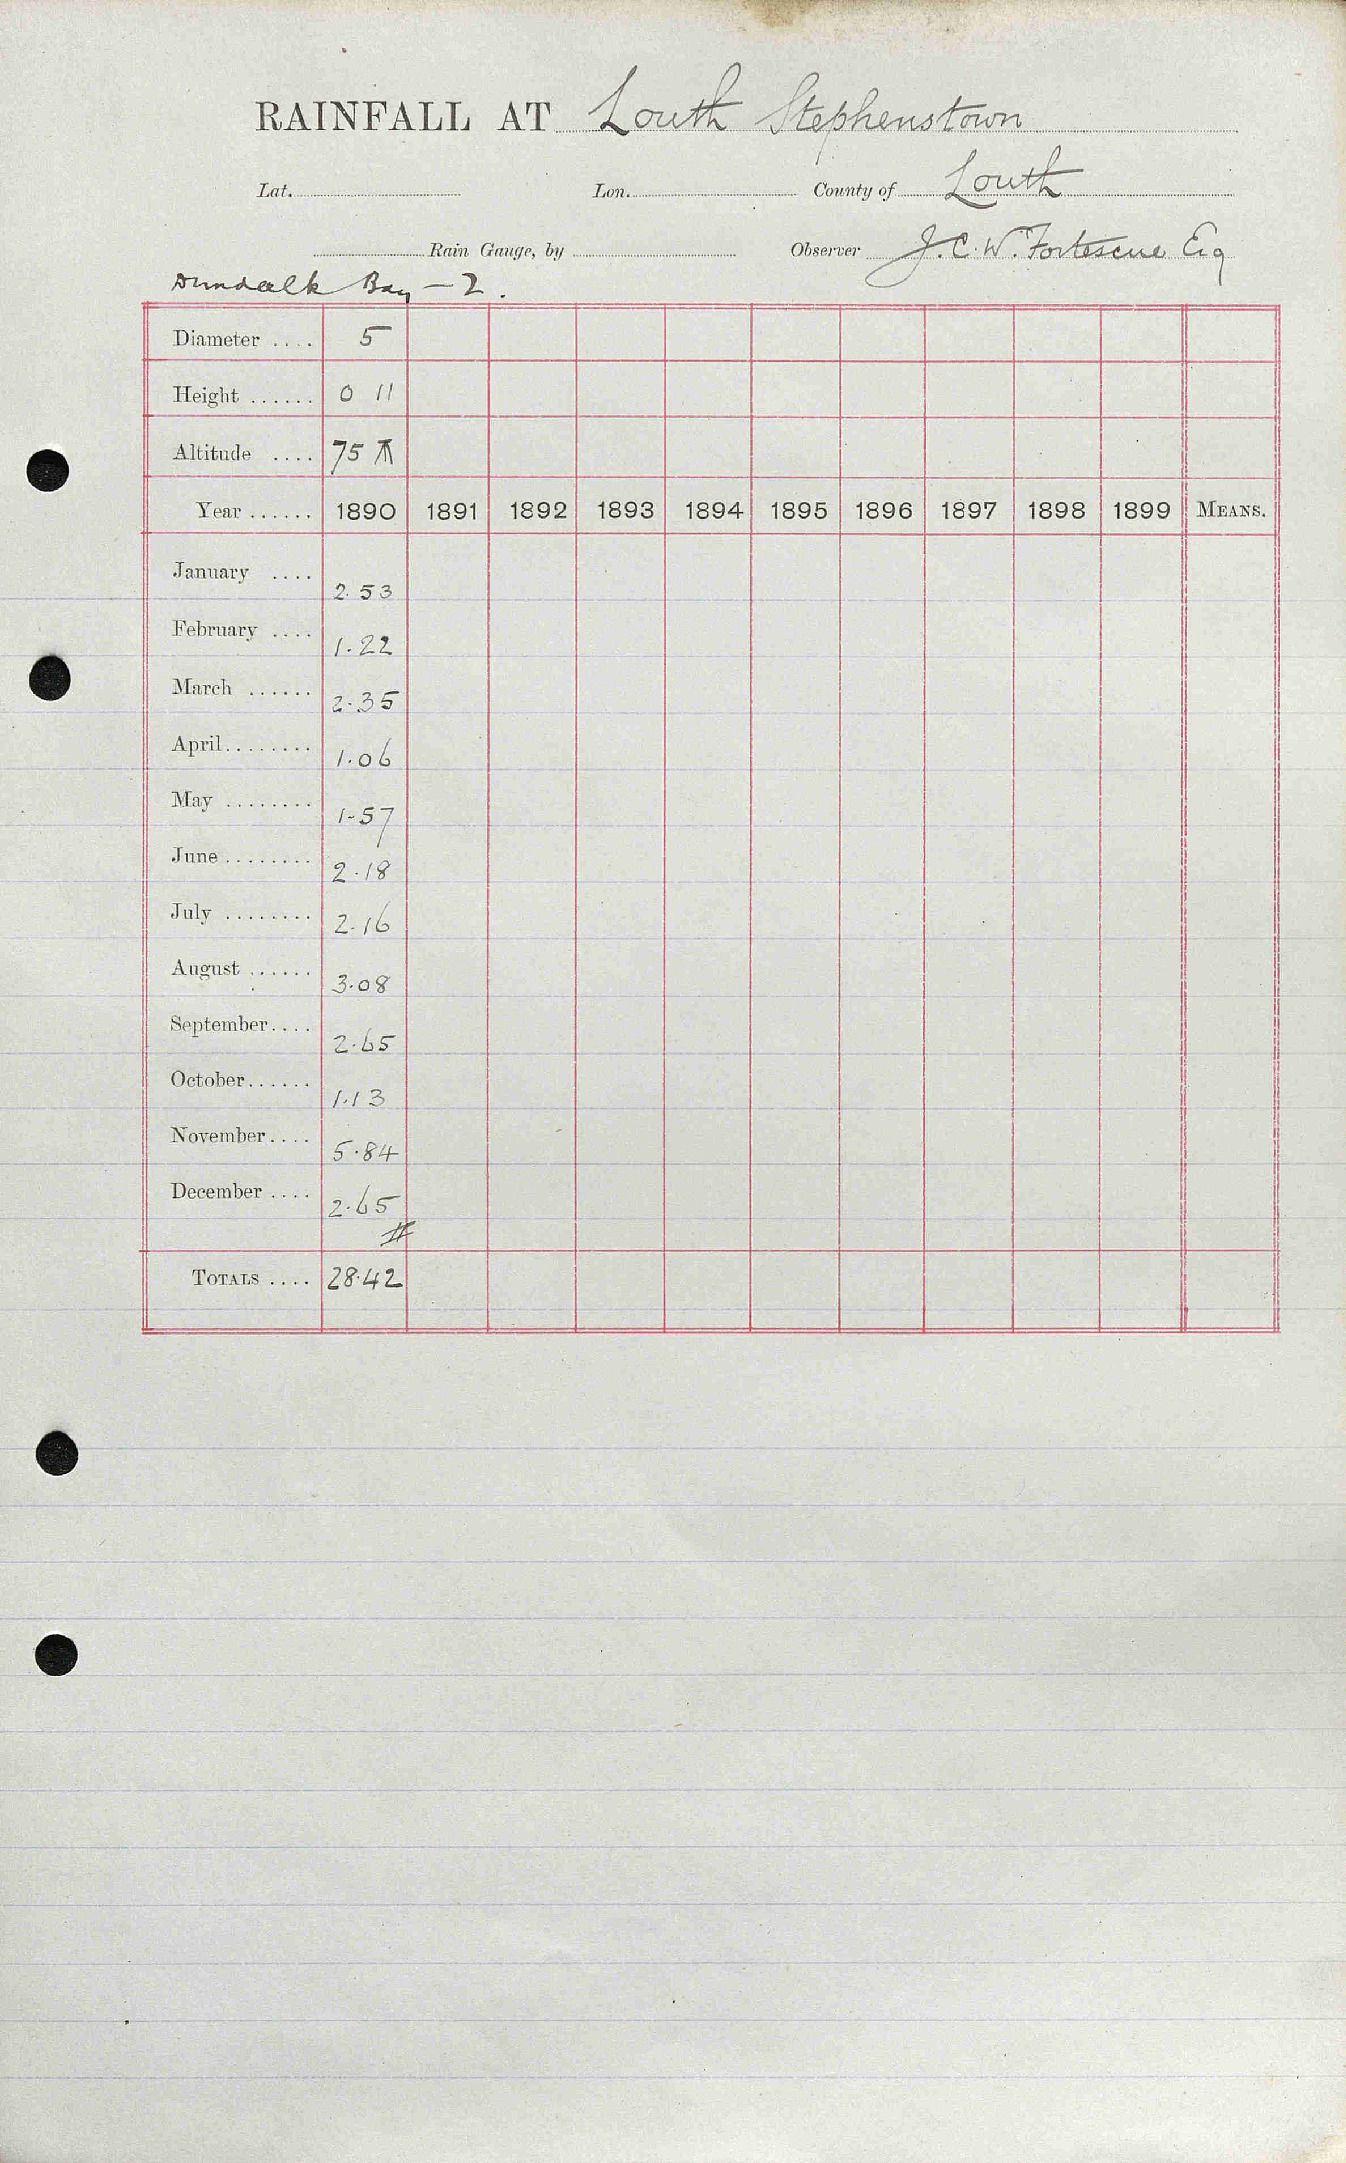 RAINFALL AT Louth Stephenstown
Lat. Lon. County of Louth
Rain Gauge, by Observer J. C. W. Fortescue Esq
Dundalk Bay – 2.
Diameter .... 5
Height ...... 0 11
Altitude .... 75
Year ...... 1890 1891 1892 1893 1894 1895 1896 1897 1898 1899 MEANS.
January .... 2.53
February .... 1.22
March ...... 2.35
April........ 1.06
May ........ 1.57
June ........ 2.18
July ........ 2.16
August ...... 3.08
September.... 2.65
October...... 1.13
November.... 5.84
December .... 2.65
TOTALS .... 28.42